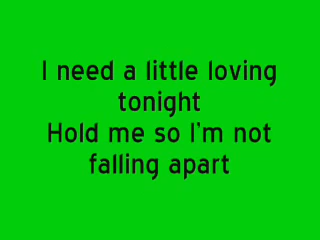 I need a little loving
tonight
Hold me so I'm not
falling apart